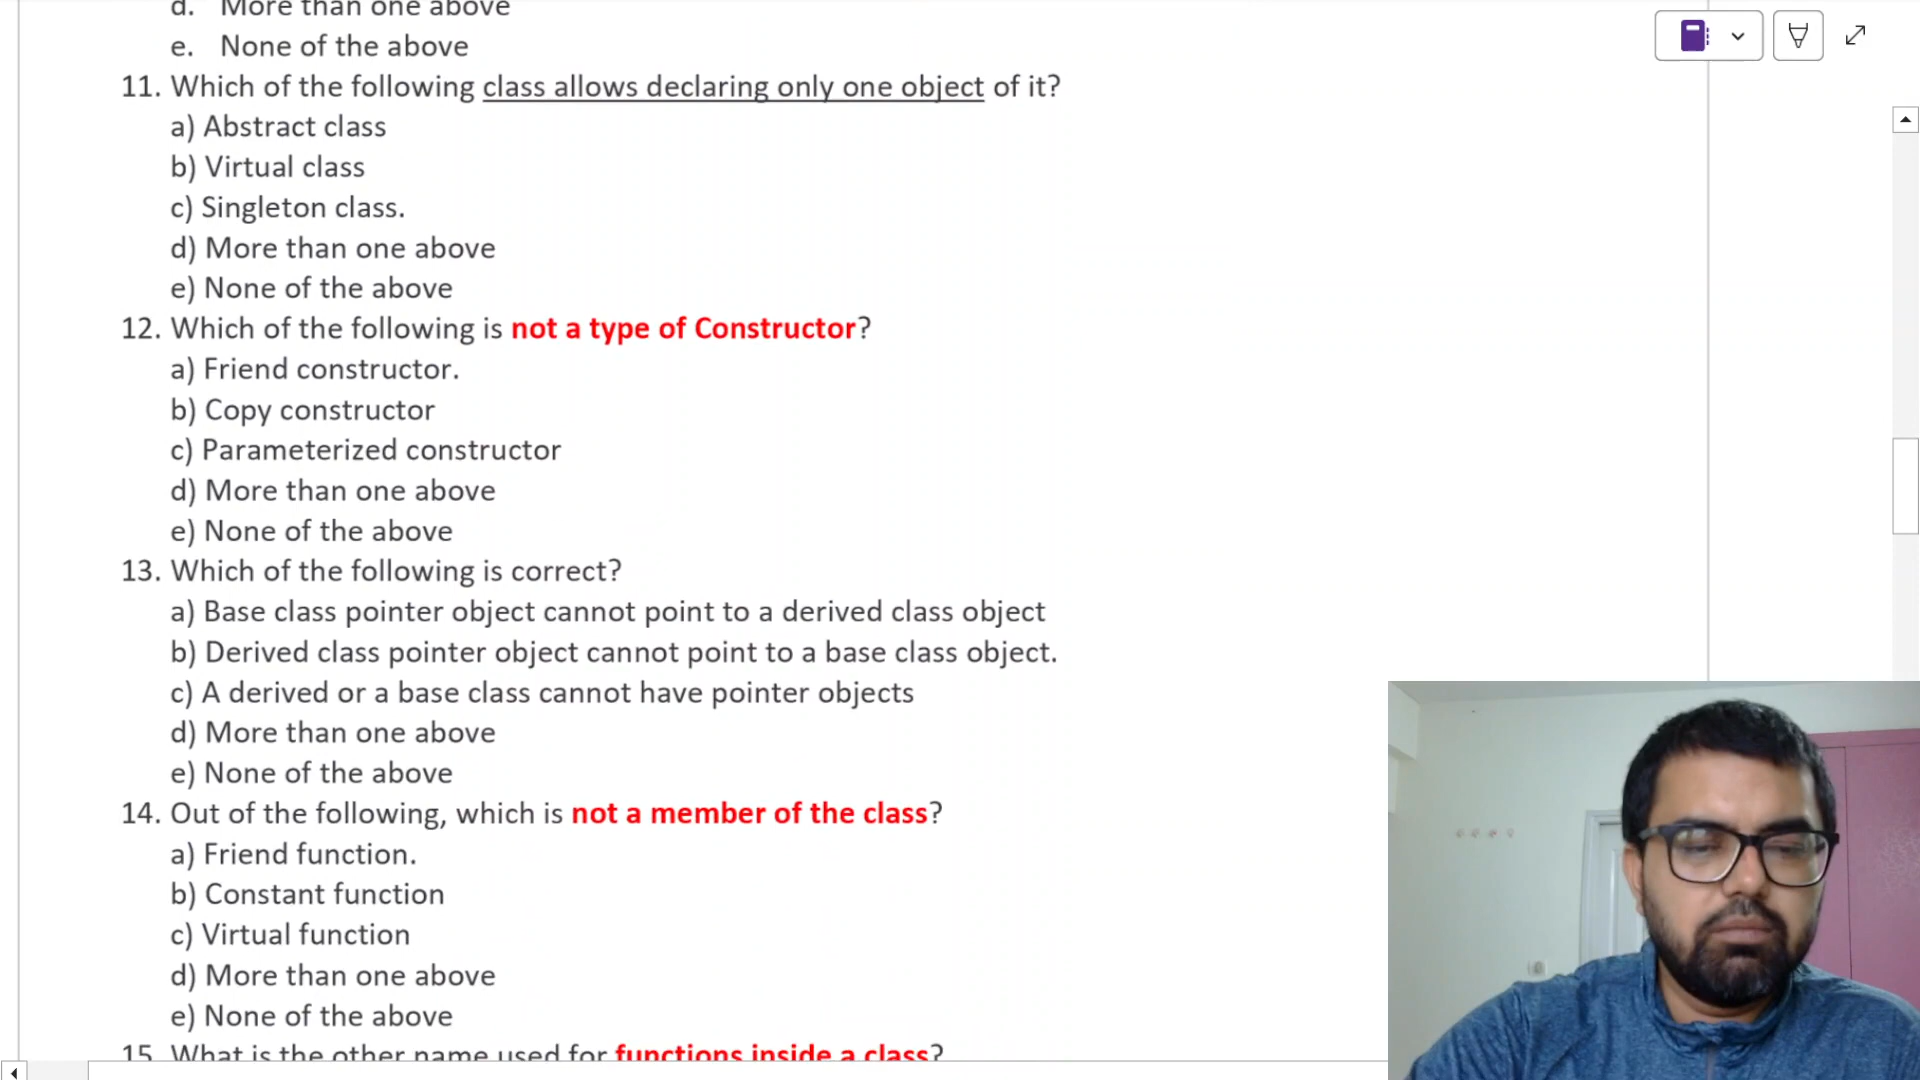 d. More than one above
e. None of the above
11. Which of the following class allows declaring only one object of it?
a) Abstract class
b) Virtual class
c) Singleton class.
d) More than one above
e) None of the above
12. Which of the following is not a type of Constructor?
a) Friend constructor.
b) Copy constructor
c) Parameterized constructor
d) More than one above
e) None of the above
13. Which of the following is correct?
a) Base class pointer object cannot point to a derived class object
b) Derived class pointer object cannot point to a base class object.
c) A derived or a base class cannot have pointer objects
d) More than one above
e) None of the above
14. Out of the following, which is not a member of the class?
a) Friend function.
b) Constant function
c) Virtual function
d) More than one above
e) None of the above
15. What is the other name used for functions inside a class?